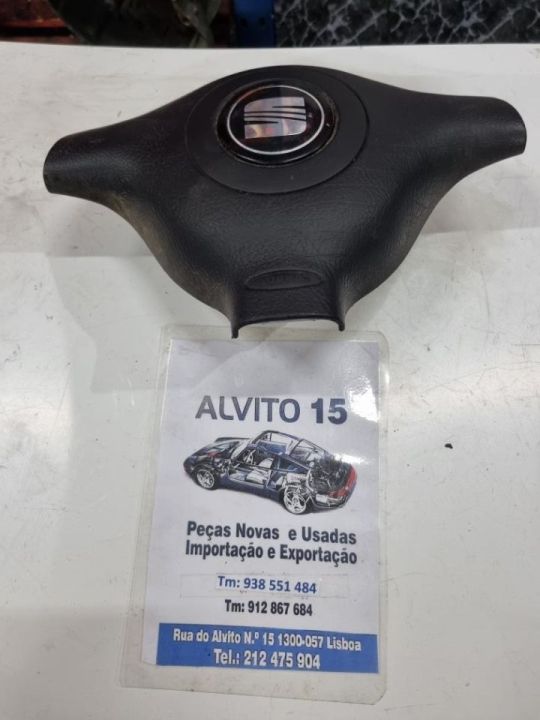 ALVITO 15
Peças Novas e Usadas
Importação e Exportação
Tm: 938 551 484
Tm: 912 867 684
Rua do Alvito N.º 15 1300-057 Lisboa
Tel.: 212 475 904